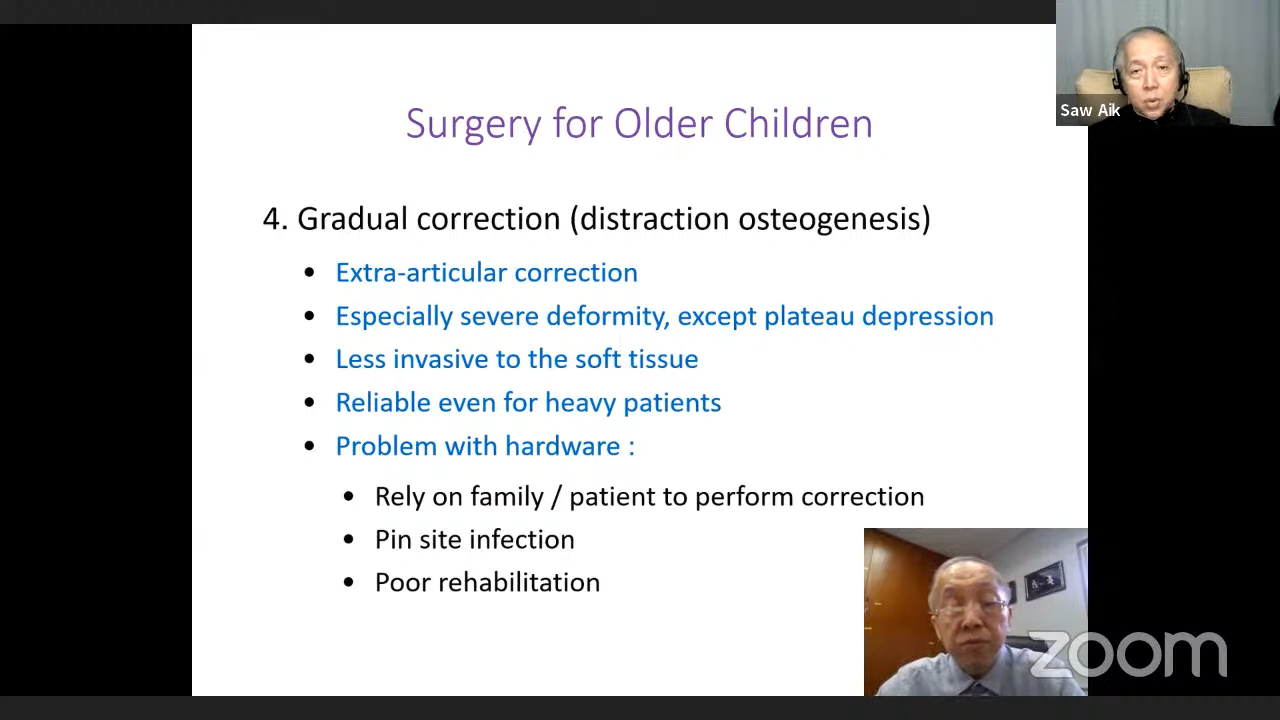 Saw Aik
Surgery for Older Children
4. Gradual correction (distraction osteogenesis)
• Extra-articular correction
• Especially severe deformity, except plateau depression
• Less invasive to the soft tissue
• Reliable even for heavy patients
• Problem with hardware :
• Rely on family / patient to perform correction
• Pin site infection
• Poor rehabilitation
zoom